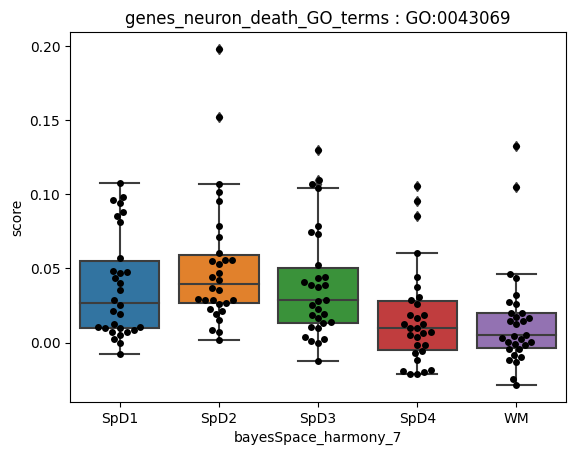 genes_neuron_death_GO_terms : GO:0043069
0.20
0.15
0.10
0.05
0.00
score
SpD1 SpD2 SpD3 SpD4 WM
bayesSpace_harmony_7